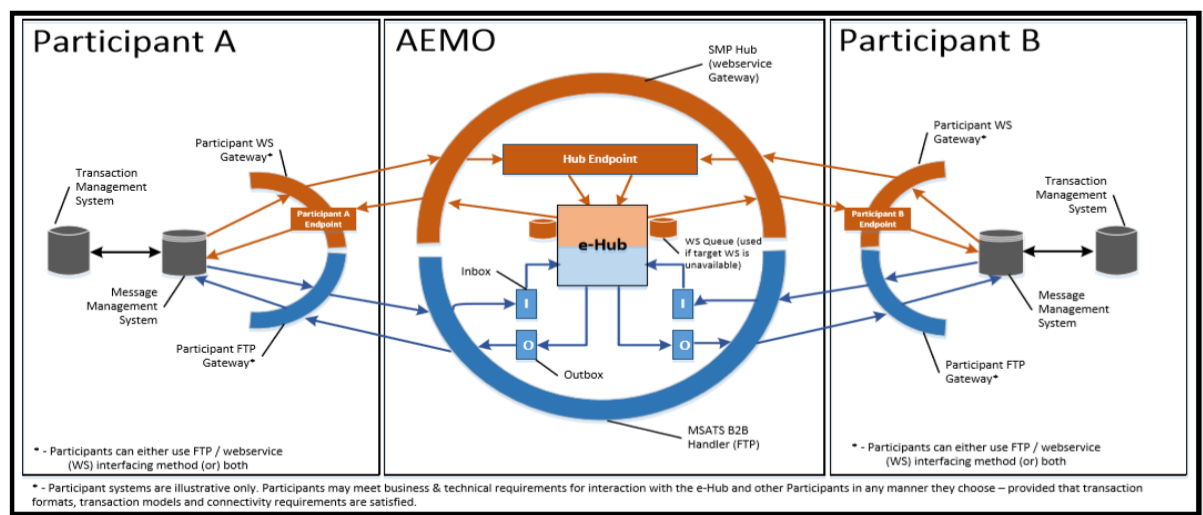 Participant A
AEMO
Participant B
Participant WS
Gateway*
Transaction
Management
System
Participant A
Endpoint
Message
Management
System
Participant FTP
Gateway*
* - Participants can either use FTP / webservice
(WS) interfacing method (or) both
SMP Hub
(webservice
Gateway)
Hub Endpoint
e-Hub
WS Queue (used
if target WS is
unavailable)
Inbox
I
I
O
O
Outbox
MSATS B2B
Handler (FTP)
Participant WS
Gateway*
Transaction
Management
System
Participant B
Endpoint
Message
Management
System
Participant FTP
Gateway*
* - Participants can either use FTP / webservice
(WS) interfacing method (or) both
* - Participant systems are illustrative only. Participants may meet business & technical requirements for interaction with the e-Hub and other Participants in any manner they choose – provided that transaction
formats, transaction models and connectivity requirements are satisfied.